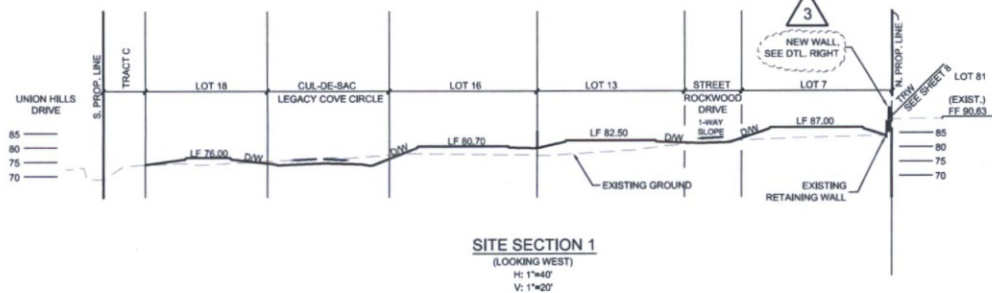 3
NEW WALL,
SEE DTL. RIGHT
S. PROP. LINE
TRACT C
LOT 18
CUL-DE-SAC
LEGACY COVE CIRCLE
LOT 16
LOT 13
STREET
ROCKWOOD
DRIVE
1-WAY
SLOPE
LOT 7
N. PROP. LINE
TRW
SEE SHEET 8
LOT 81
(EXIST.)
FF 90.63
UNION HILLS
DRIVE
85
80
75
70
LF 76.00
D/W
D/W
LF 80.70
D/W
LF 82.50
D/W
D/W
LF 87.00
85
80
75
70
EXISTING GROUND
EXISTING
RETAINING WALL
SITE SECTION 1
(LOOKING WEST)
H: 1"=40'
V: 1"=20'